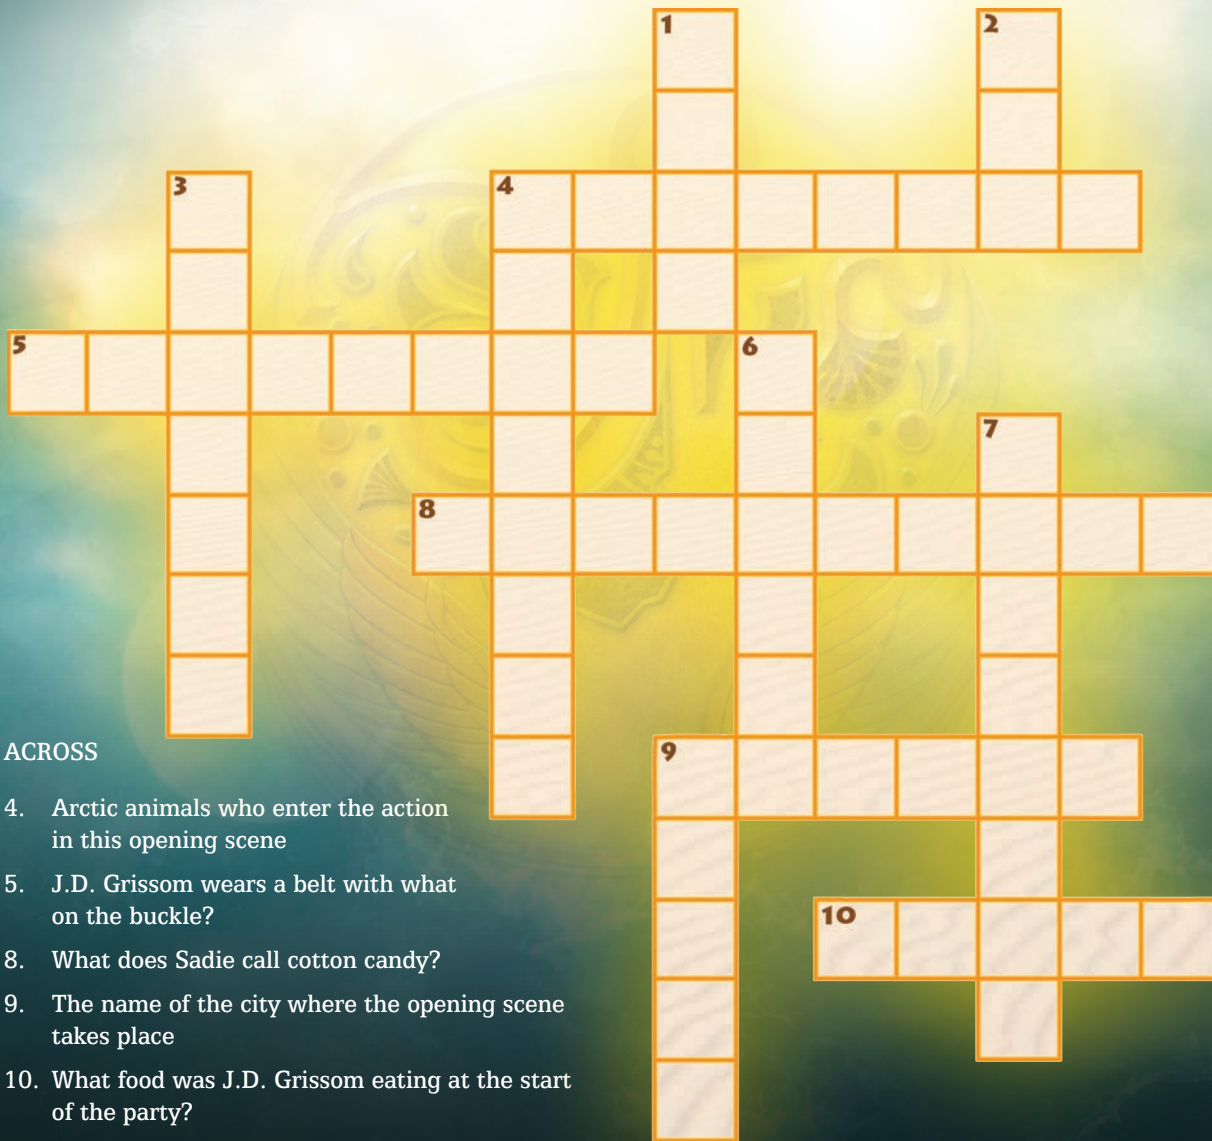 1
2
3
4
5
6
7
8
9
10
ACROSS
4. Arctic animals who enter the action
in this opening scene
5. J.D. Grissom wears a belt with what
on the buckle?
8. What does Sadie call cotton candy?
9. The name of the city where the opening scene
takes place
10. What food was J.D. Grissom eating at the start
of the party?